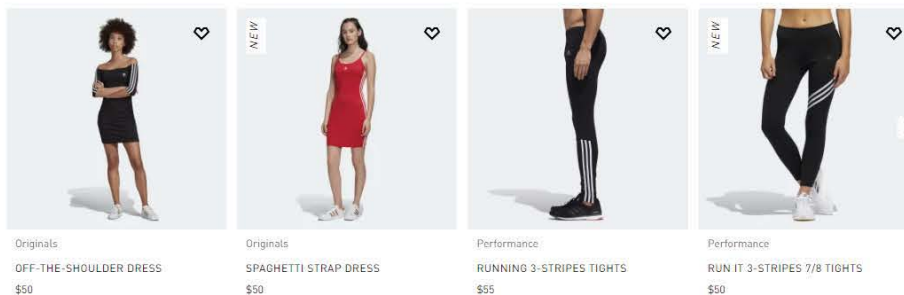 NEW
NEW
Originals
OFF-THE-SHOULDER DRESS
$50
Originals
SPAGHETTI STRAP DRESS
$50
Performance
RUNNING 3-STRIPES TIGHTS
$55
Performance
RUN IT 3-STRIPES 7/8 TIGHTS
$50